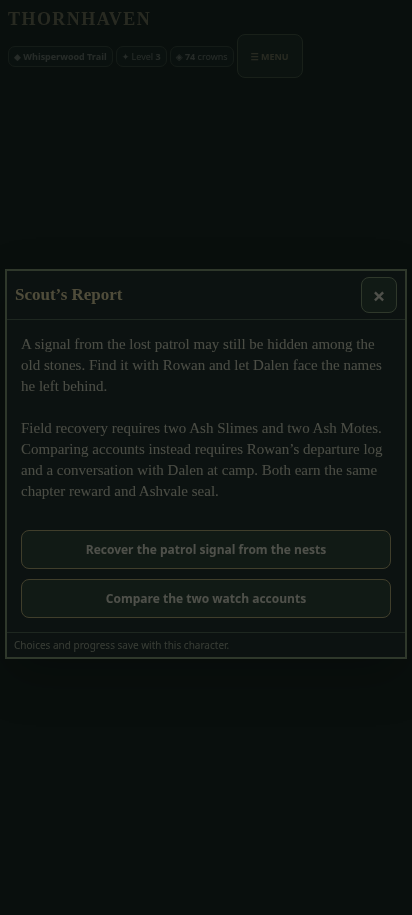 THORNHAVEN
◆ Whisperwood Trail ✦ Level 3 ◈ 74 crowns ☰ MENU
Scout’s Report ×
A signal from the lost patrol may still be hidden among the
old stones. Find it with Rowan and let Dalen face the names
he left behind.
Field recovery requires two Ash Slimes and two Ash Motes.
Comparing accounts instead requires Rowan’s departure log
and a conversation with Dalen at camp. Both earn the same
chapter reward and Ashvale seal.
Recover the patrol signal from the nests
Compare the two watch accounts
Choices and progress save with this character.